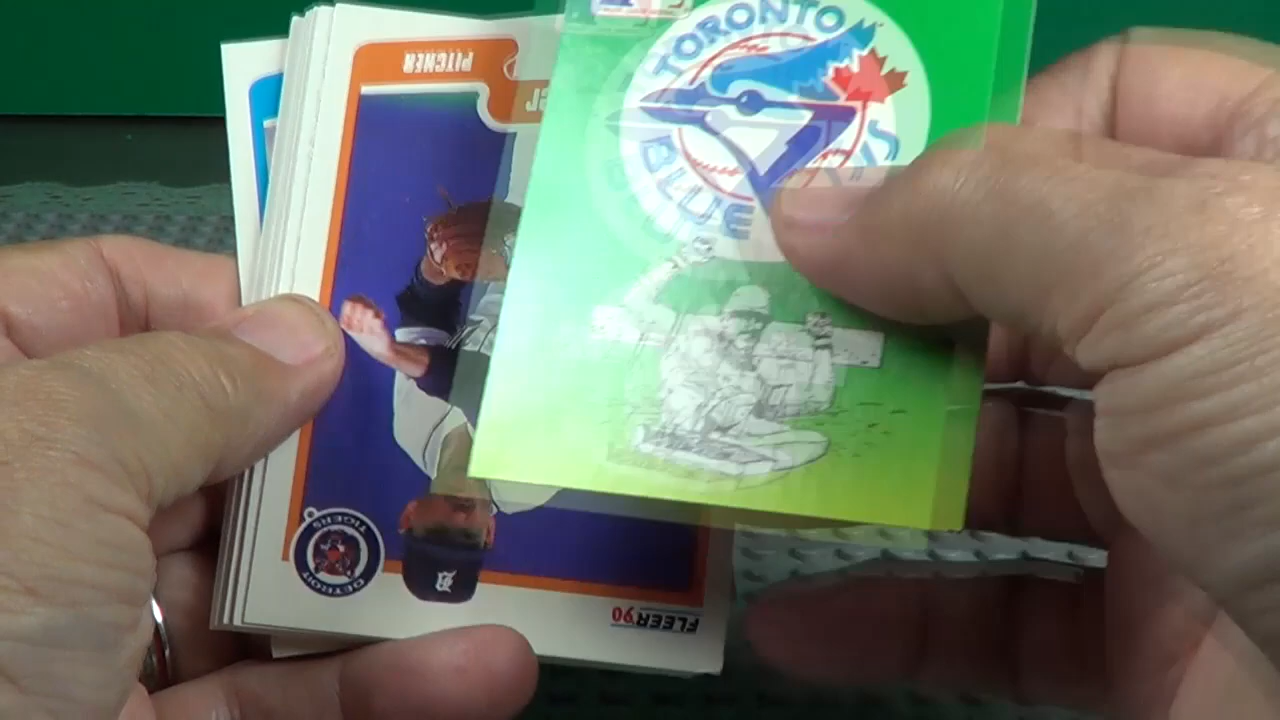 TORONTO
BLUE JAYS
PITCHER
DETROIT
TIGERS
FLEER '90